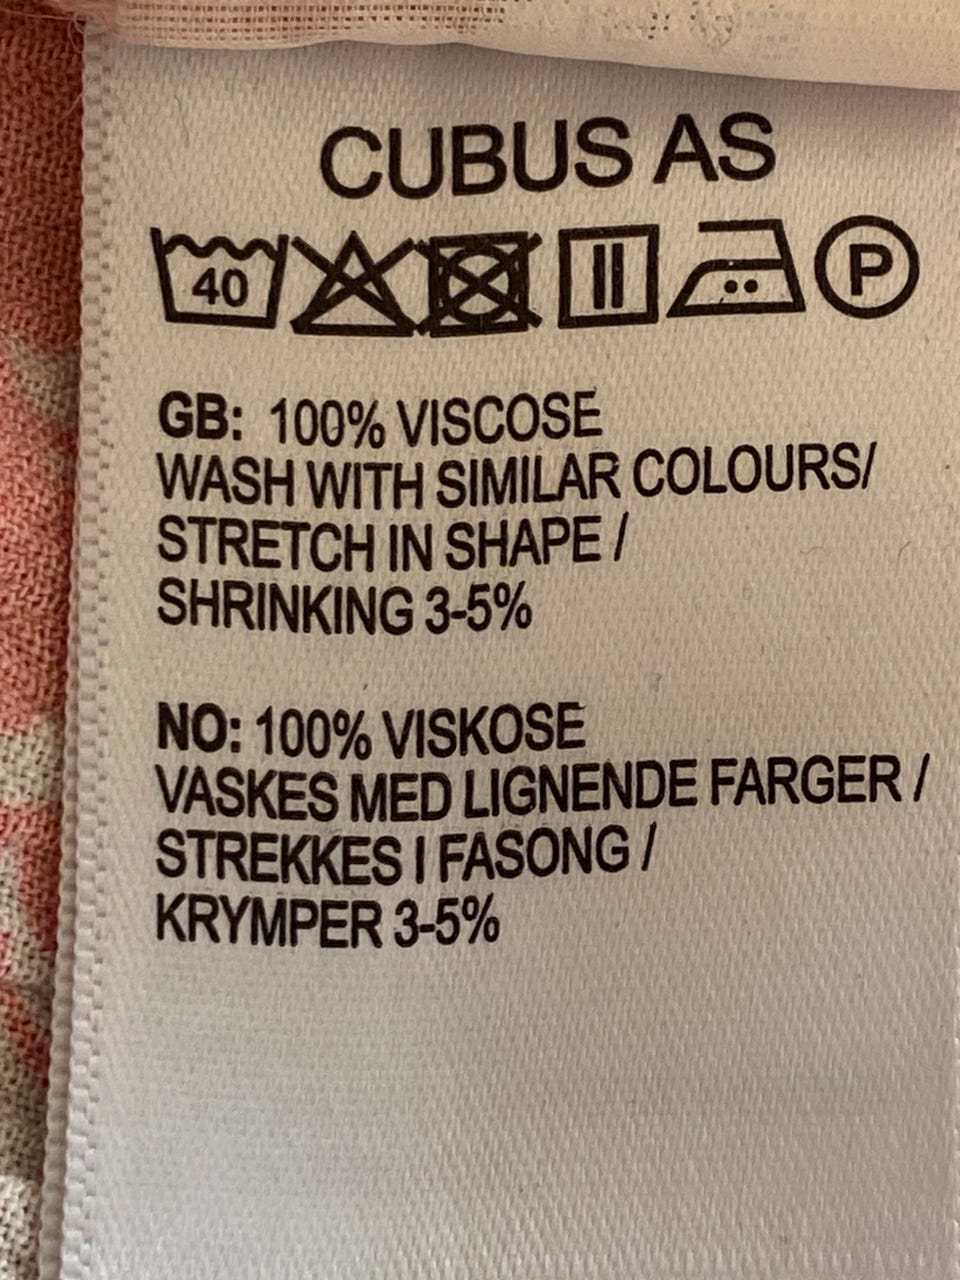 CUBUS AS
40 P
GB: 100% VISCOSE
WASH WITH SIMILAR COLOURS/
STRETCH IN SHAPE /
SHRINKING 3-5%
NO: 100% VISKOSE
VASKES MED LIGNENDE FARGER /
STREKKES I FASONG /
KRYMPER 3-5%